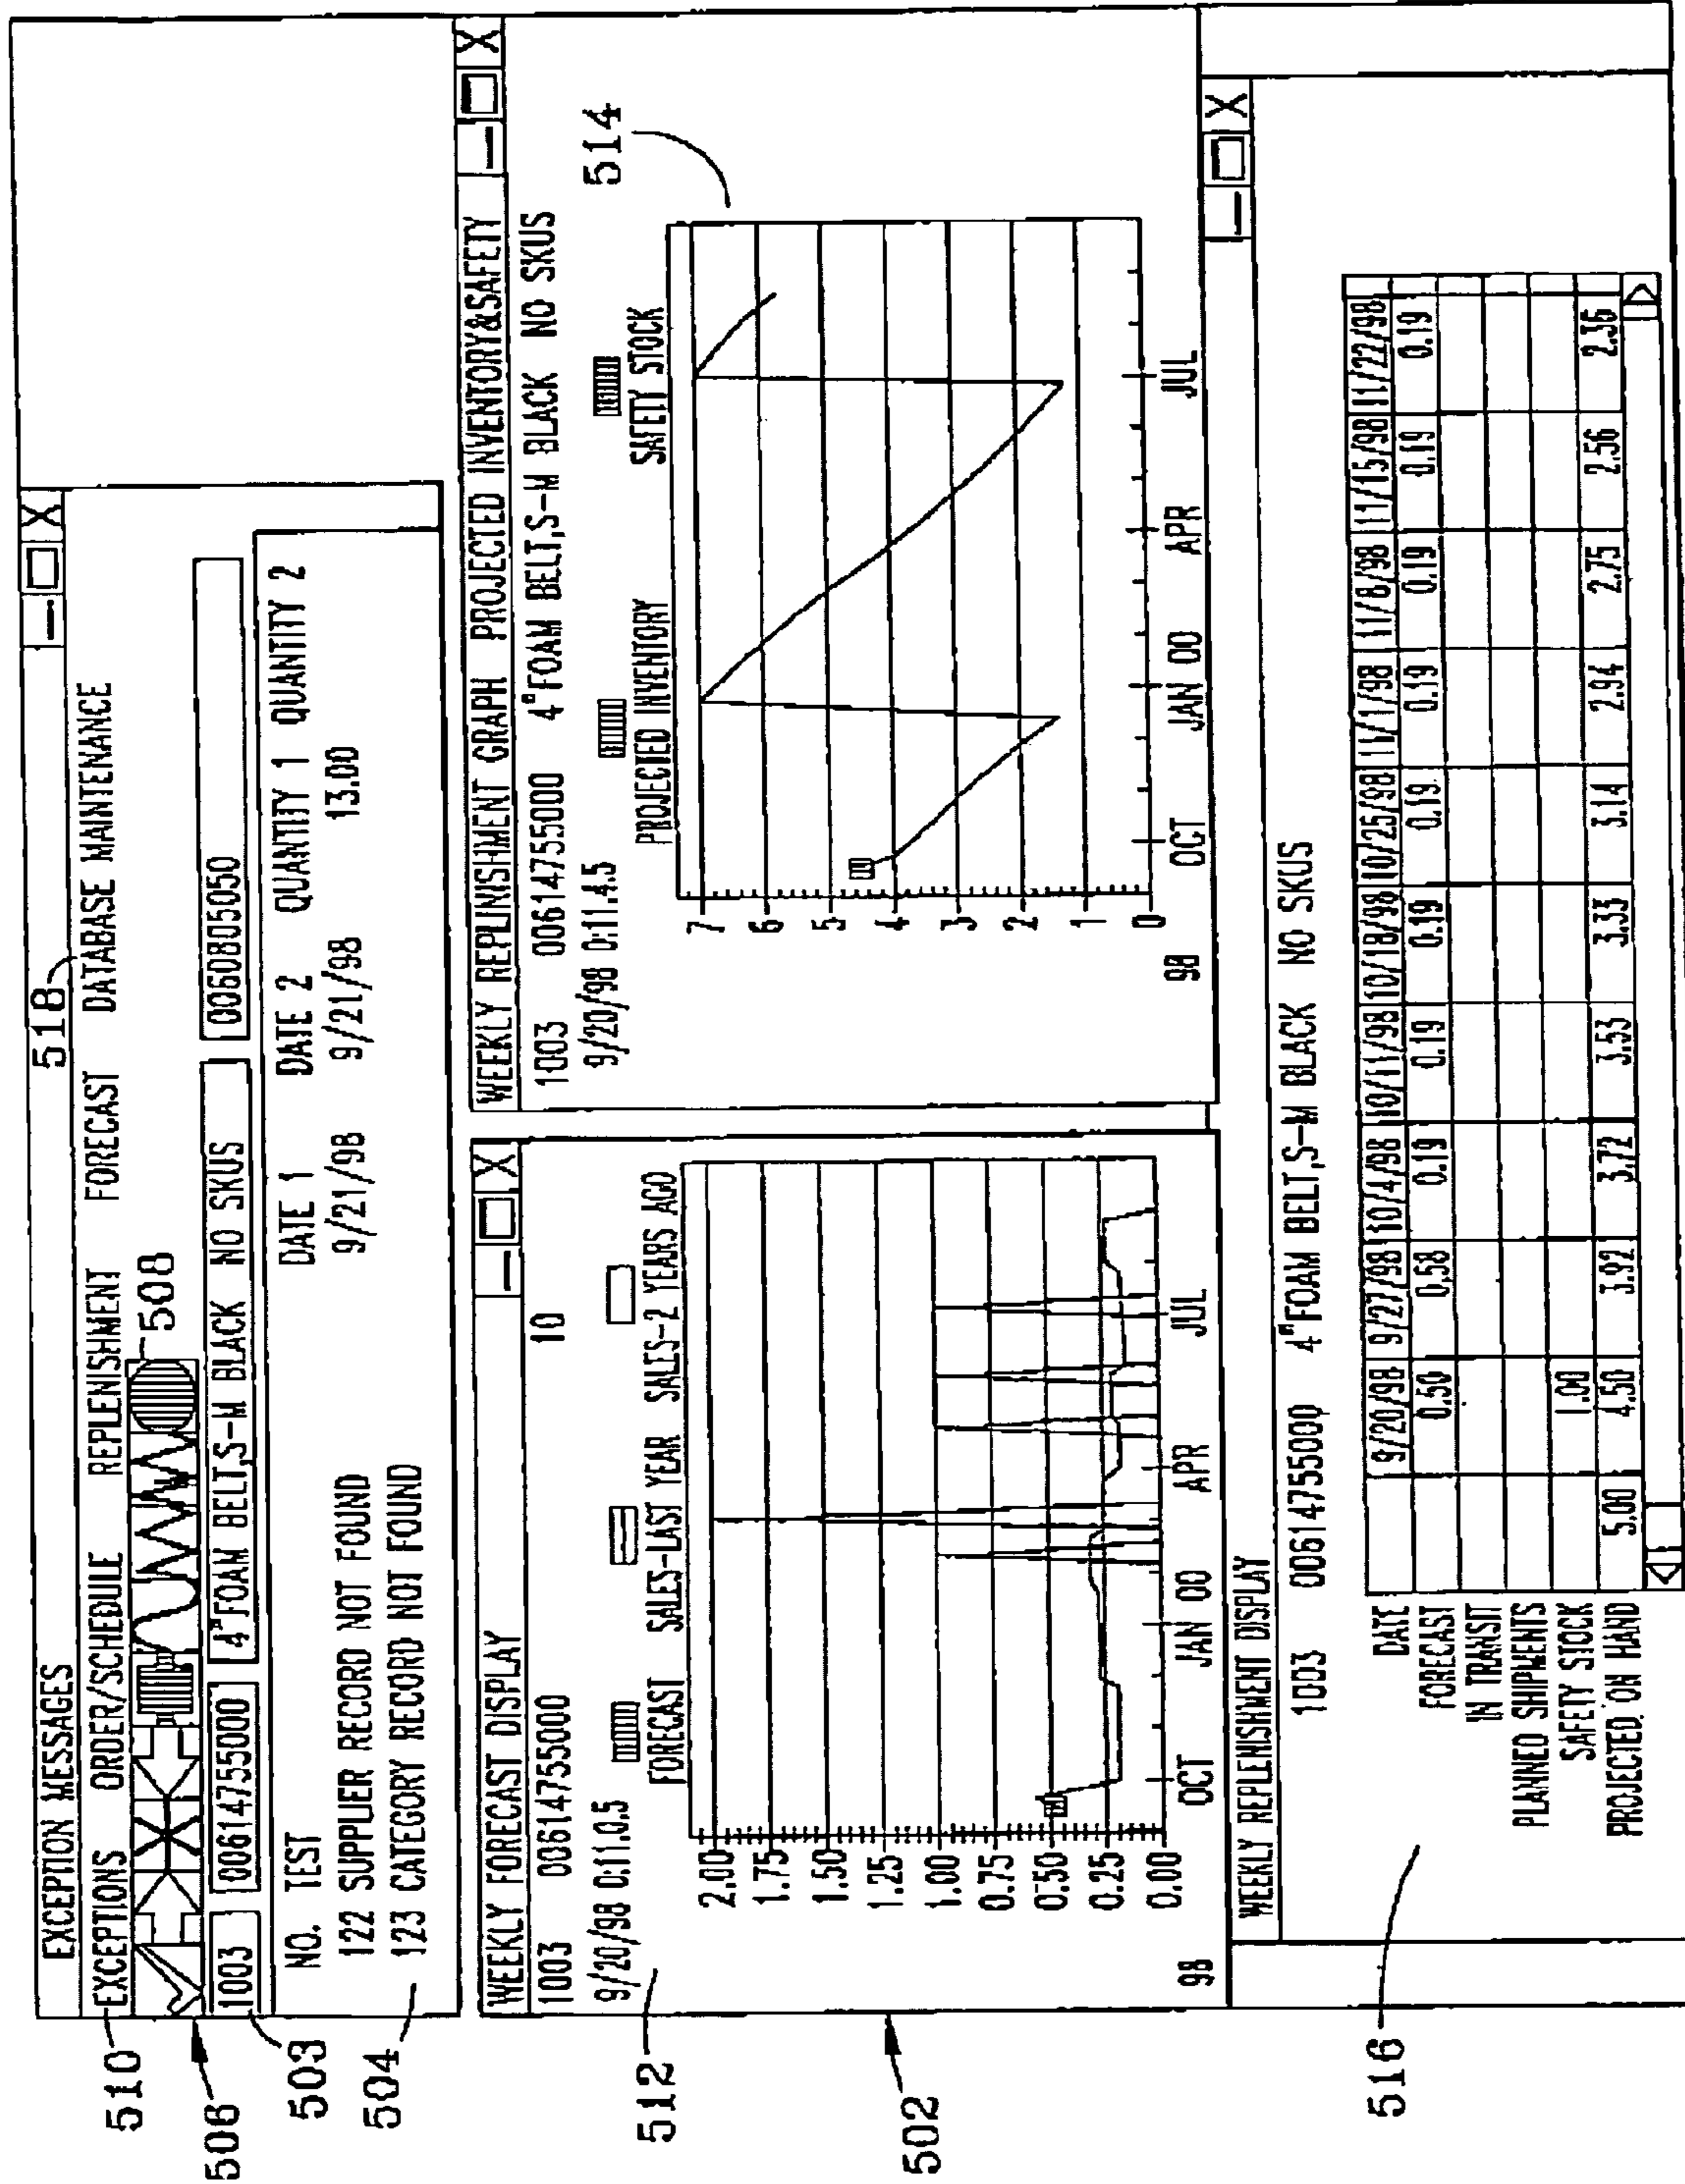 518
EXCEPTION MESSAGES
510 EXCEPTIONS ORDER/SCHEDULE REPLENISHMENT FORECAST DATABASE MAINTENANCE
506 508
503 1003 00614755000 4"FOAM BELT,S-M BLACK NO SKUS 0060805050
NO. TEST DATE 1 DATE 2 QUANTITY 1 QUANTITY 2
122 SUPPLIER RECORD NOT FOUND 9/21/98 9/21/98 13.00
504 123 CATEGORY RECORD NOT FOUND
WEEKLY FORECAST DISPLAY
1003 00614755000 10
9/20/98 0:11.0.5
512
FORECAST SALES-LAST YEAR SALES-2 YEARS AGO
2.00
1.75
1.50
1.25
1.00
0.75
0.50
0.25
0.00
98 OCT JAN 00 APR JUL
502
WEEKLY REPLINISHMENT GRAPH PROJECTED INVENTORY&SAFETY
1003 00614755000 4"FOAM BELT,S-M BLACK NO SKUS
9/20/98 0:11.4.5
514
PROJECTED INVENTORY SAFETY STOCK
7
6
5
4
3
2
1
0
98 OCT JAN 00 APR JUL
WEEKLY REPLENISHMENT DISPLAY
1003 00614755000 4"FOAM BELT,S-M BLACK NO SKUS
516
DATE 9/20/98 9/27/98 10/4/98 10/11/98 10/18/98 10/25/98 11/1/98 11/8/98 11/15/98 11/22/98
FORECAST 0.50 0.58 0.19 0.19 0.19 0.19 0.19 0.19 0.19 0.19
IN TRANSIT
PLANNED SHIPMENTS
SAFETY STOCK 1.00
PROJECTED ON HAND 5.00 4.50 3.92 3.72 3.53 3.33 3.14 2.94 2.75 2.56 2.36